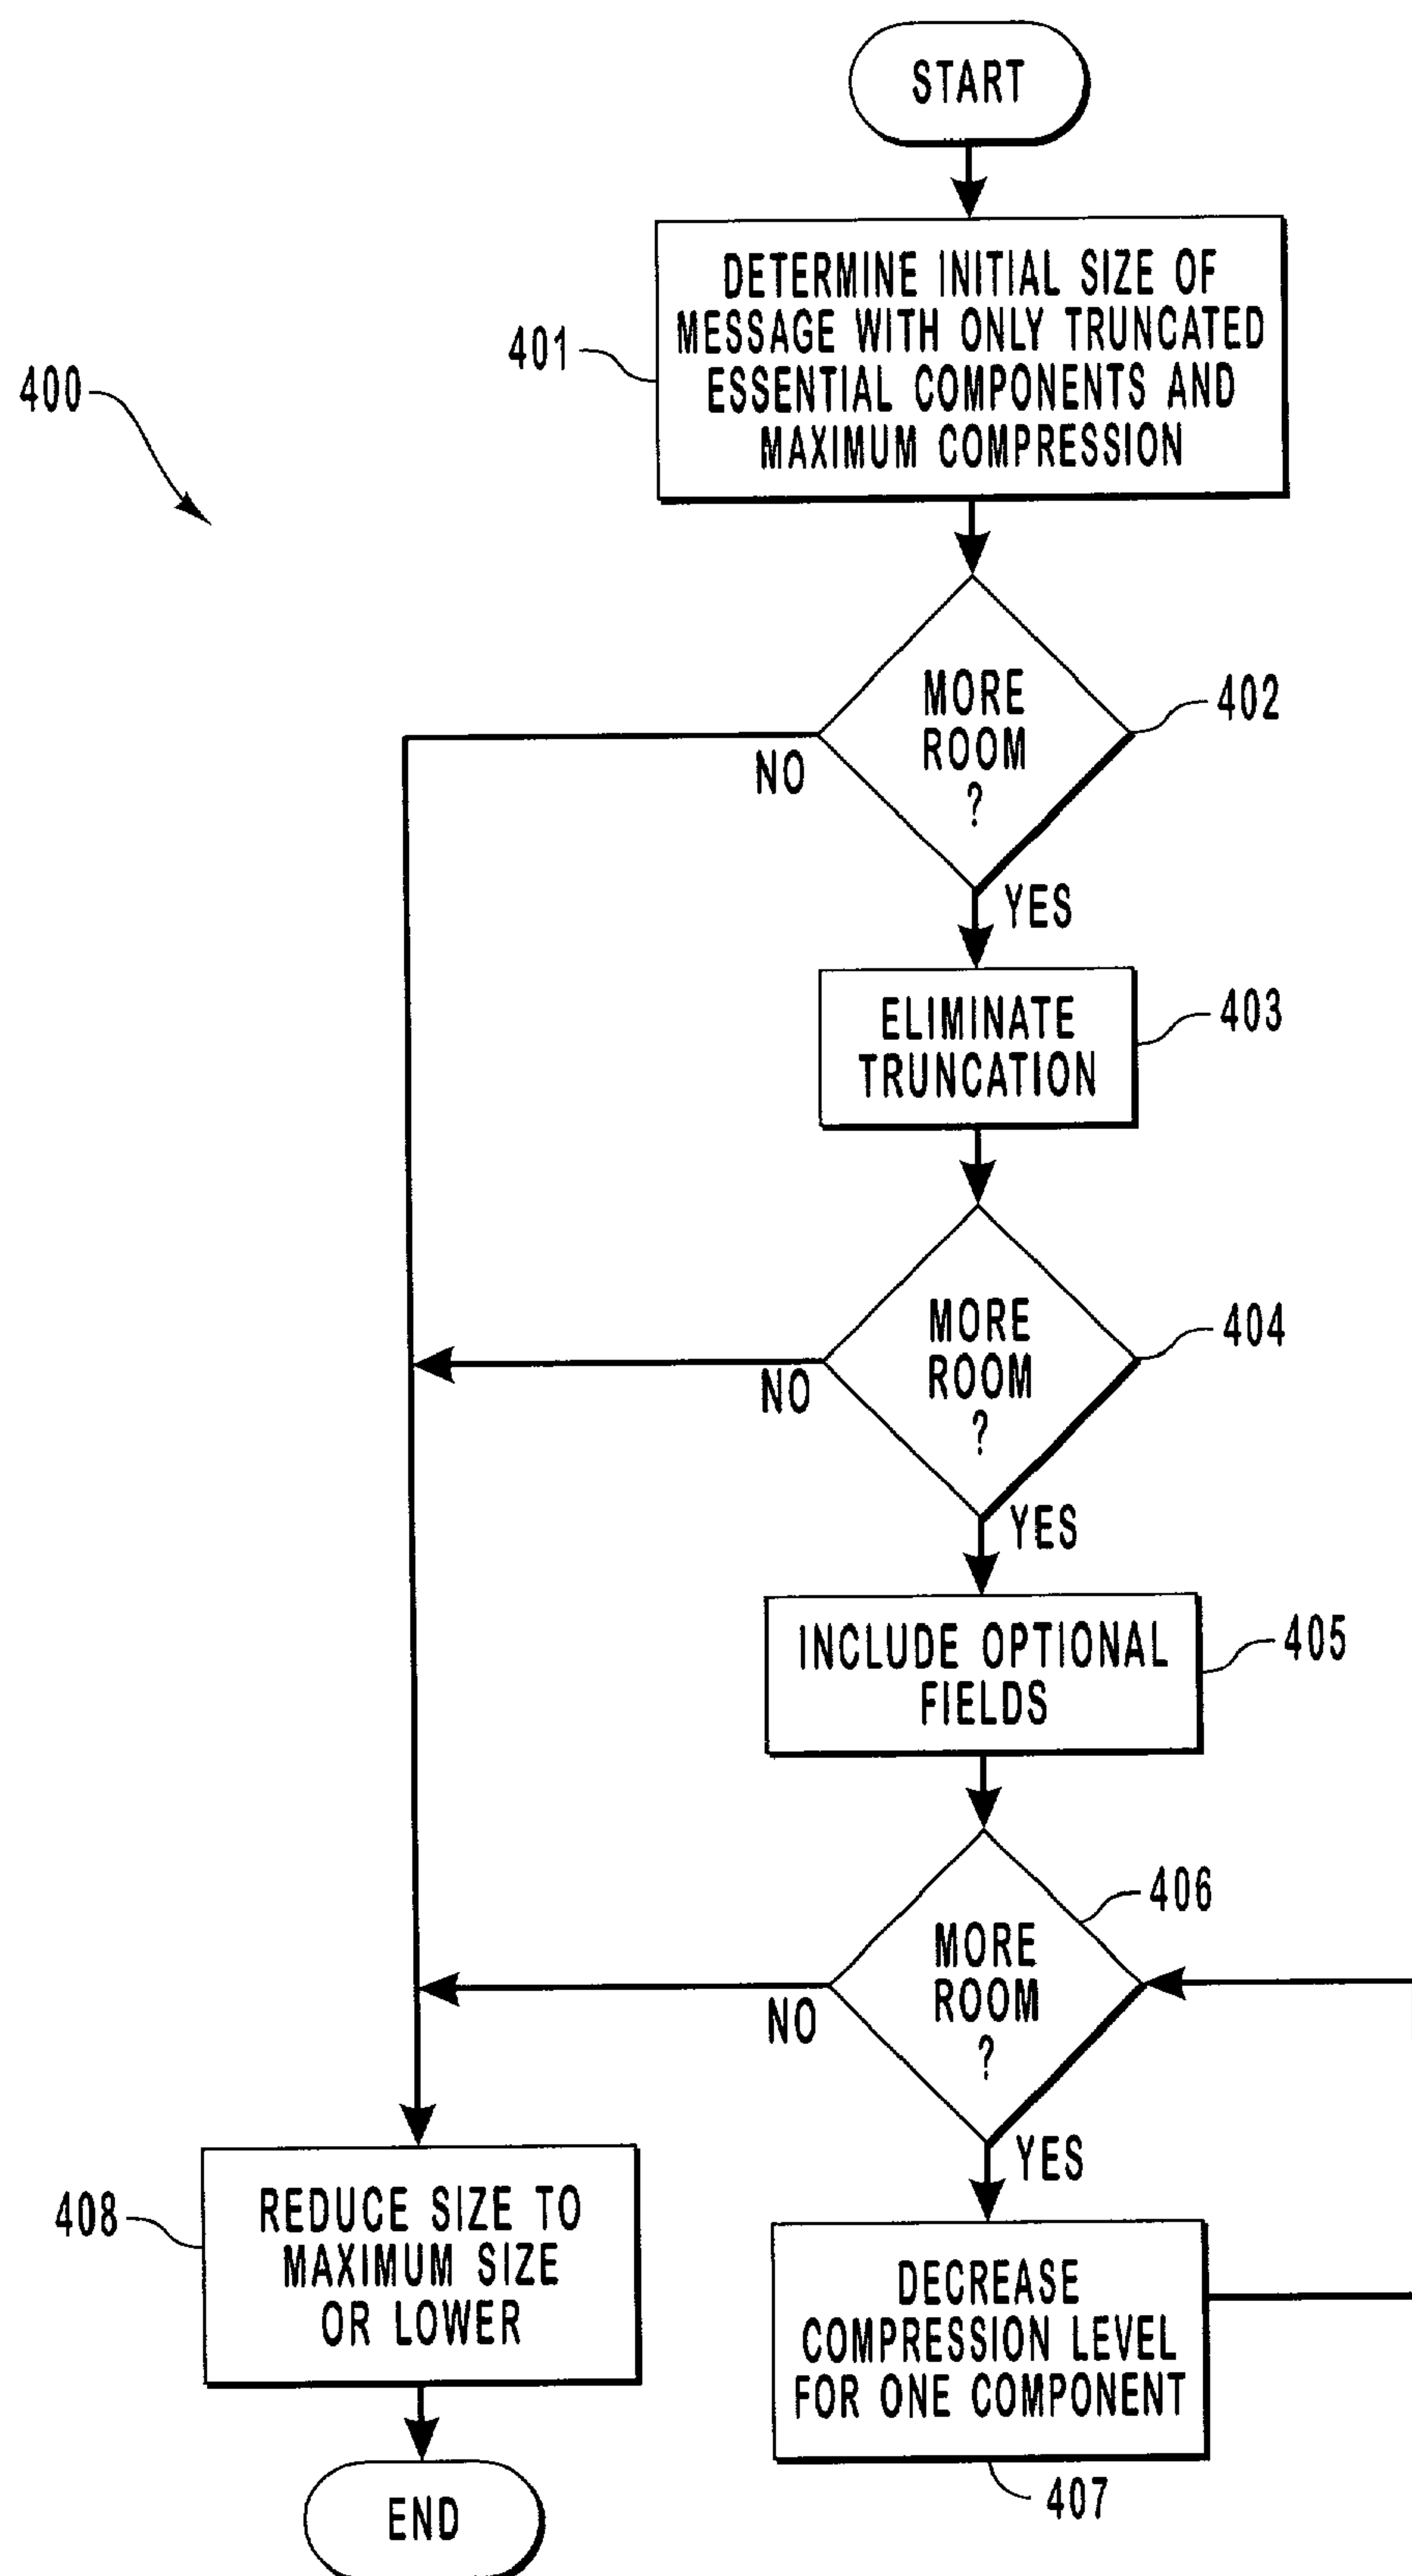 START
DETERMINE INITIAL SIZE OF
MESSAGE WITH ONLY TRUNCATED
ESSENTIAL COMPONENTS AND
MAXIMUM COMPRESSION
401
400
MORE
ROOM
?
402
NO
YES
ELIMINATE
TRUNCATION
403
MORE
ROOM
?
404
NO
YES
INCLUDE OPTIONAL
FIELDS
405
MORE
ROOM
?
406
NO
YES
408
REDUCE SIZE TO
MAXIMUM SIZE
OR LOWER
DECREASE
COMPRESSION LEVEL
FOR ONE COMPONENT
407
END